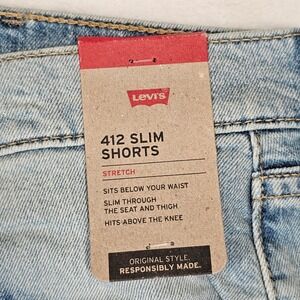 Levi's
412 SLIM
SHORTS
STRETCH
SITS BELOW YOUR WAIST
SLIM THROUGH
THE SEAT AND THIGH
HITS ABOVE THE KNEE
ORIGINAL STYLE.
RESPONSIBLY MADE.